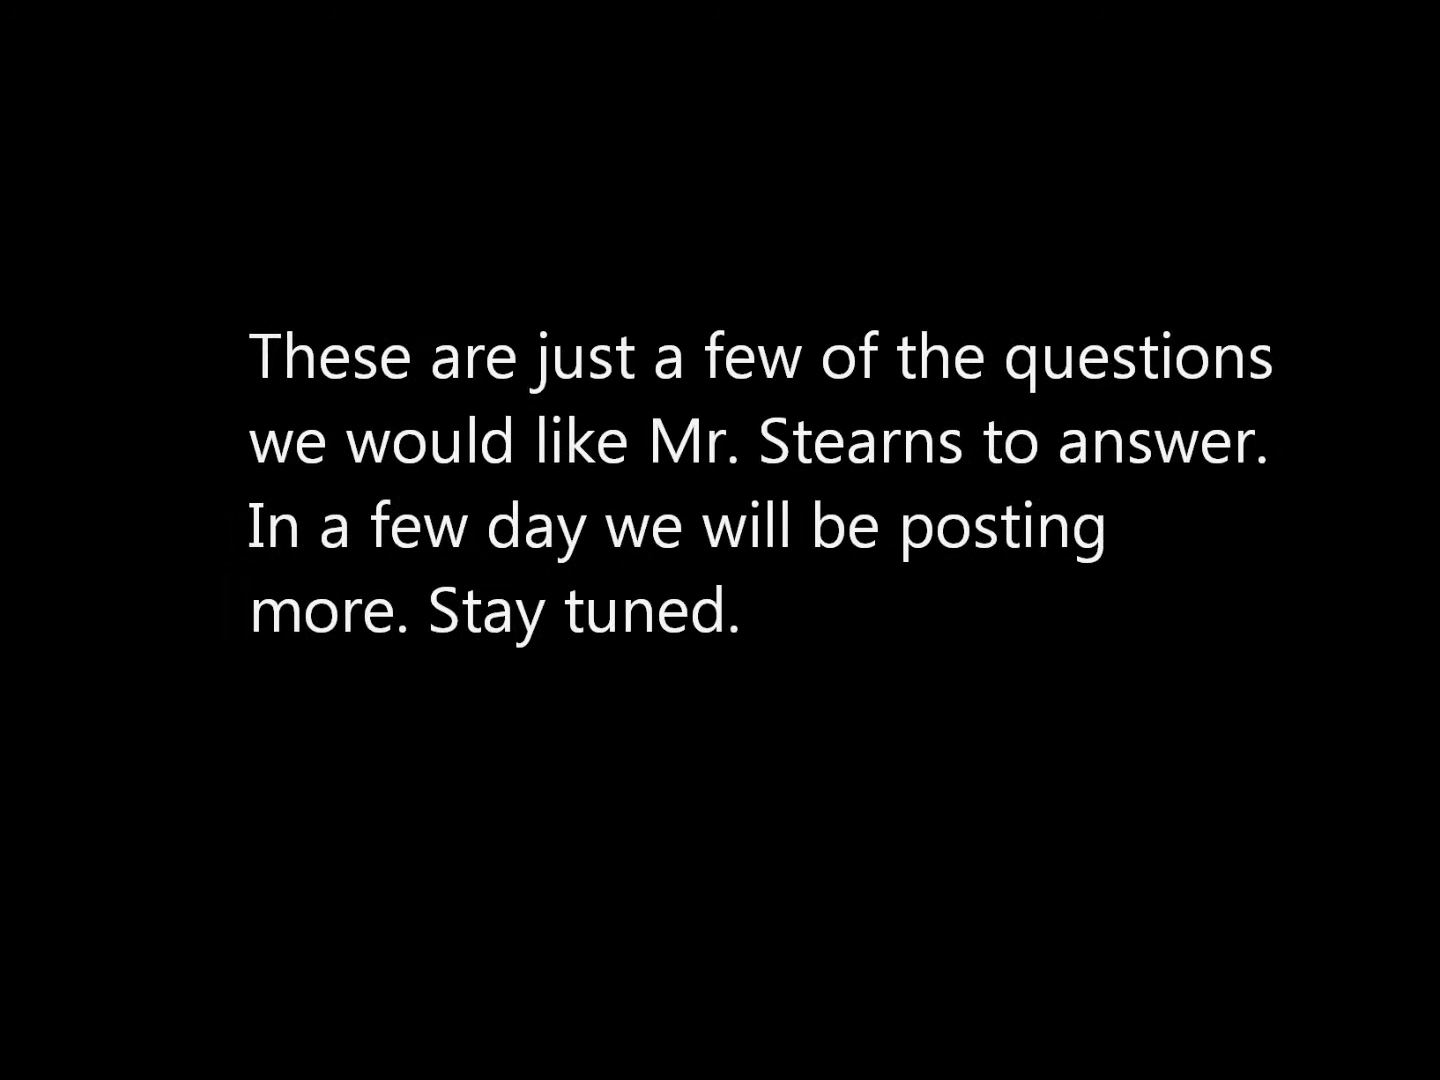 These are just a few of the questions
we would like Mr. Stearns to answer.
In a few day we will be posting
more. Stay tuned.